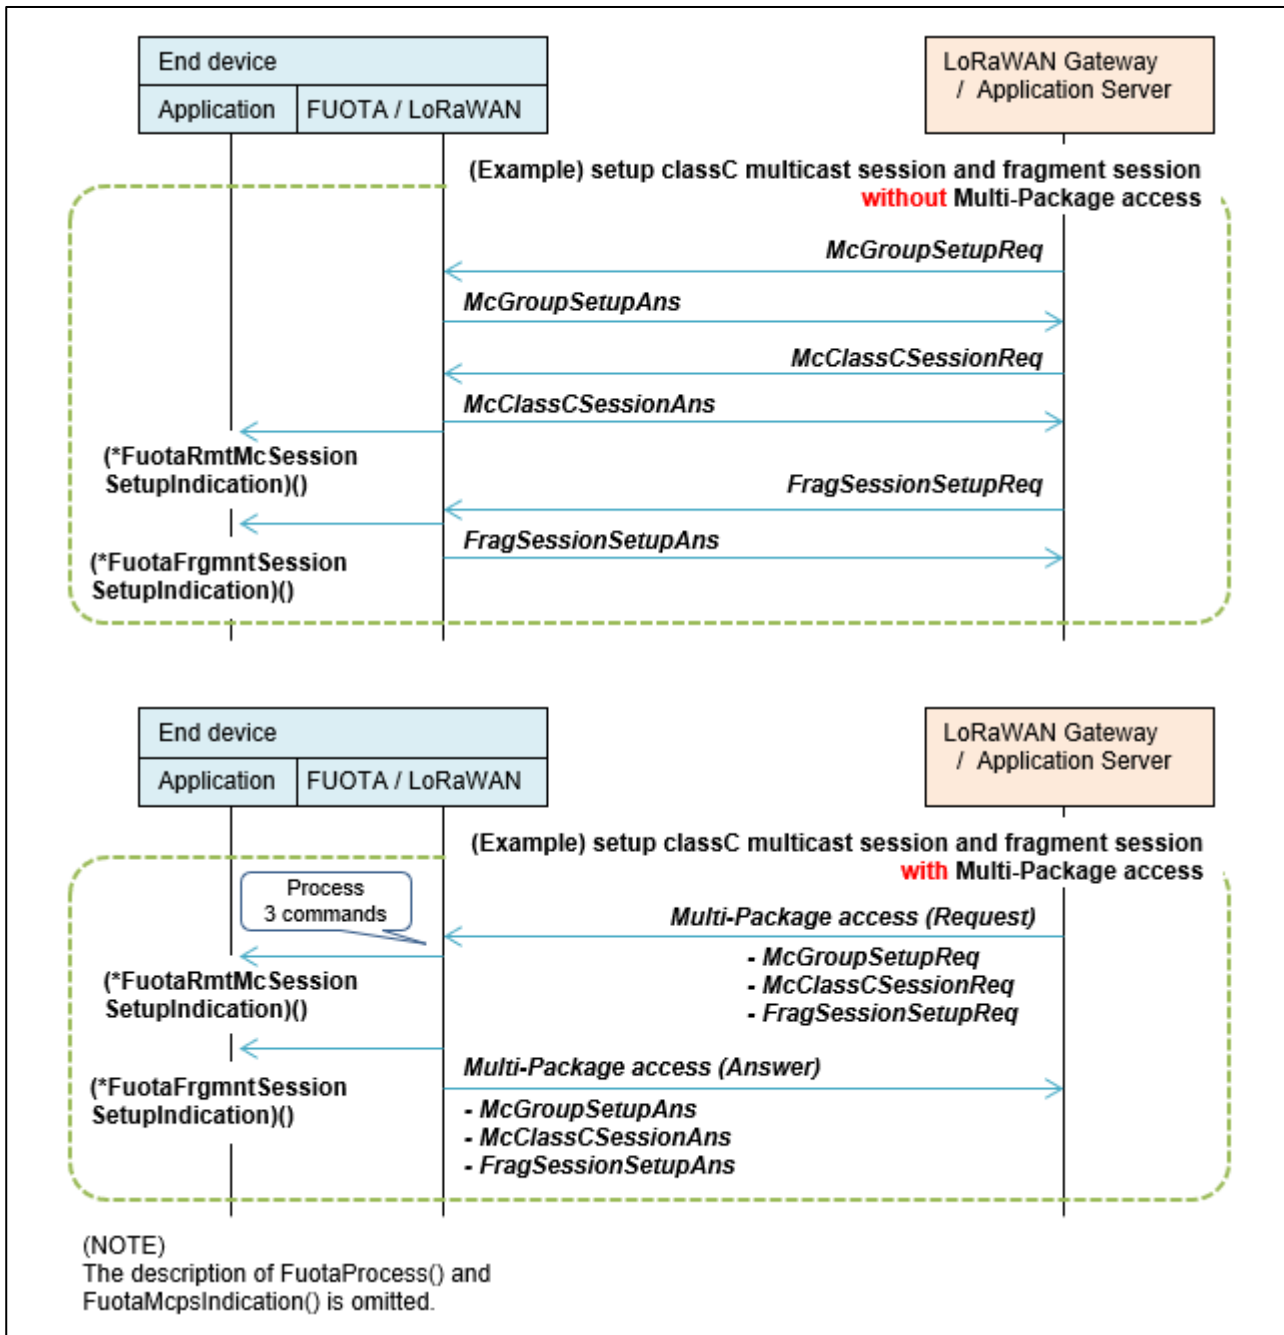 End device
Application
FUOTA / LoRaWAN
LoRaWAN Gateway
/ Application Server
(Example) setup classC multicast session and fragment session
without Multi-Package access
McGroupSetupReq
McGroupSetupAns
McClassCSessionReq
McClassCSessionAns
(*FuotaRmtMcSession
SetupIndication)()
FragSessionSetupReq
FragSessionSetupAns
(*FuotaFrgmntSession
SetupIndication)()
End device
Application
FUOTA / LoRaWAN
LoRaWAN Gateway
/ Application Server
(Example) setup classC multicast session and fragment session
with Multi-Package access
Process
3 commands
Multi-Package access (Request)
- McGroupSetupReq
- McClassCSessionReq
- FragSessionSetupReq
(*FuotaRmtMcSession
SetupIndication)()
Multi-Package access (Answer)
- McGroupSetupAns
- McClassCSessionAns
- FragSessionSetupAns
(*FuotaFrgmntSession
SetupIndication)()
(NOTE)
The description of FuotaProcess() and
FuotaMcpsIndication() is omitted.